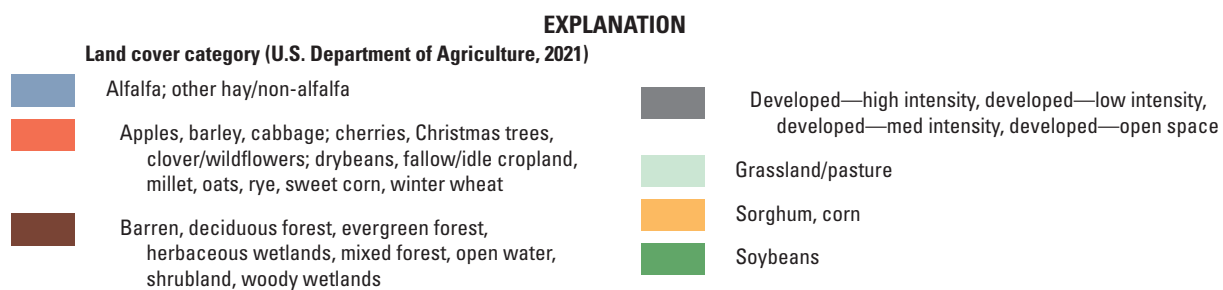 EXPLANATION
Land cover category (U.S. Department of Agriculture, 2021)
Alfalfa; other hay/non-alfalfa
Apples, barley, cabbage; cherries, Christmas trees,
clover/wildflowers; drybeans, fallow/idle cropland,
millet, oats, rye, sweet corn, winter wheat
Barren, deciduous forest, evergreen forest,
herbaceous wetlands, mixed forest, open water,
shrubland, woody wetlands
Developed—high intensity, developed—low intensity,
developed—med intensity, developed—open space
Grassland/pasture
Sorghum, corn
Soybeans